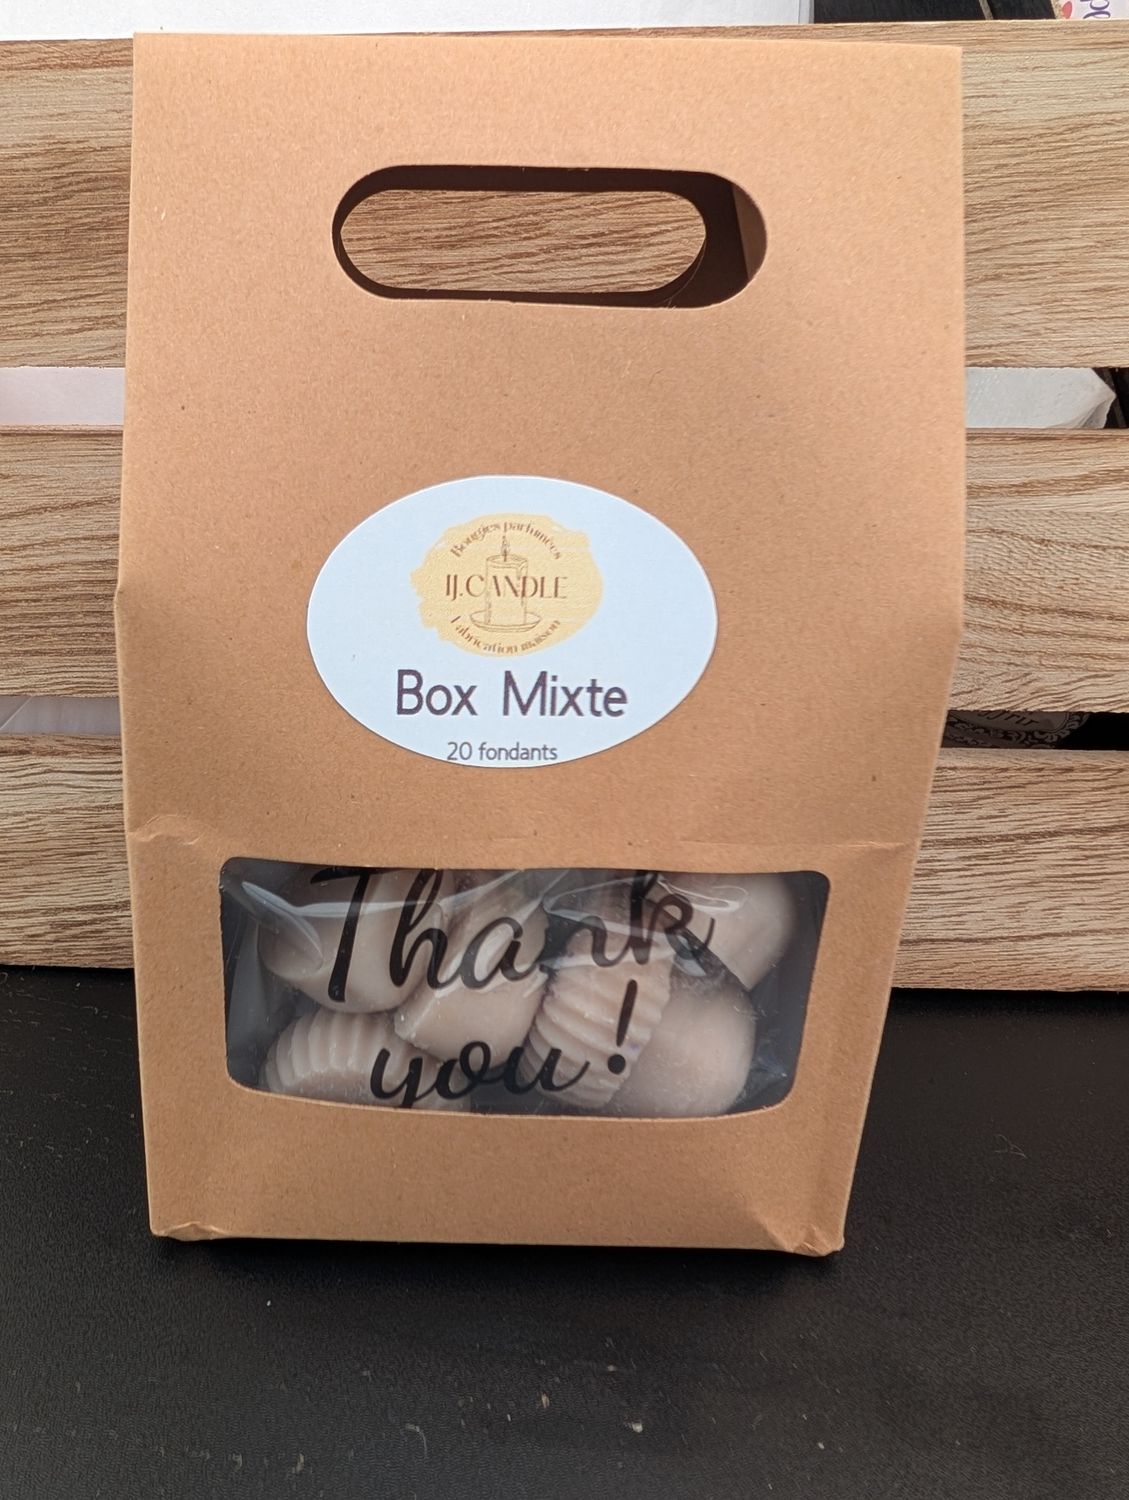 Bougies parfumées
IJ.CANDLE
Fabrication maison
Box Mixte
20 fondants
Thank
you!